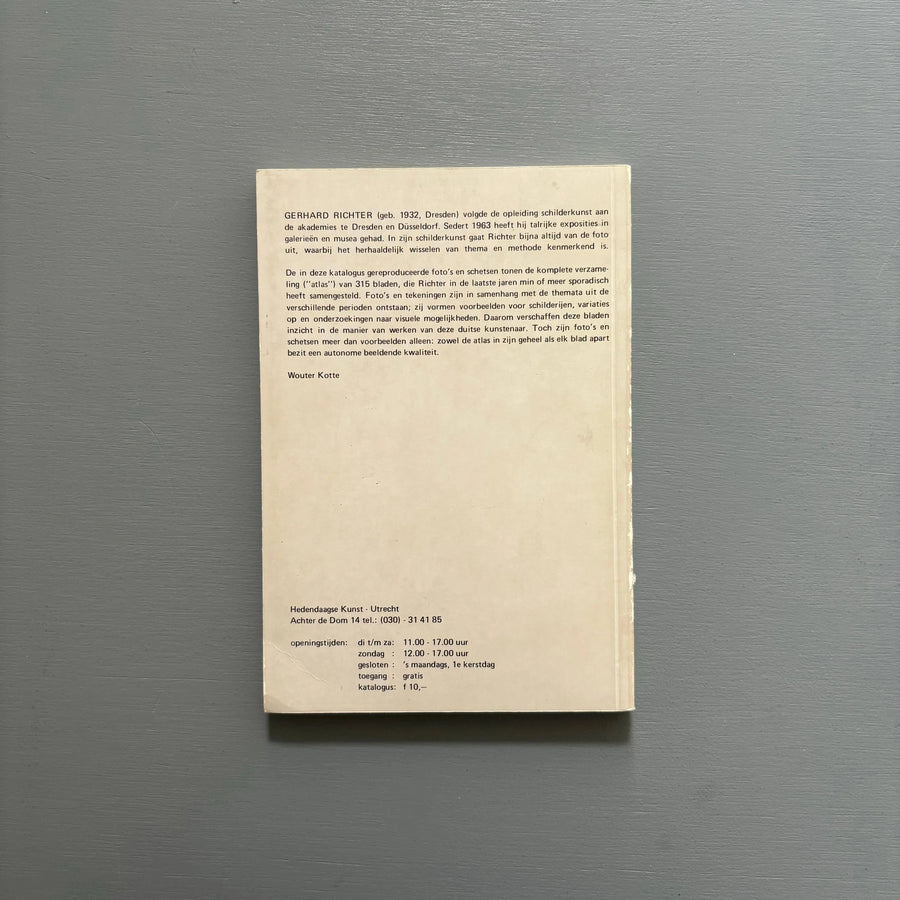 GERHARD RICHTER (geb. 1932, Dresden) volgde de opleiding schilderkunst aan
de akademies te Dresden en Düsseldorf. Sedert 1963 heeft hij talrijke exposities in
galerieën en musea gehad. In zijn schilderkunst gaat Richter bijna altijd van de foto
uit, waarbij het herhaaldelijk wisselen van thema en methode kenmerkend is.
De in deze katalogus gereproduceerde foto's en schetsen tonen de komplete verzame-
ling ("atlas") van 315 bladen, die Richter in de laatste jaren min of meer sporadisch
heeft samengesteld. Foto's en tekeningen zijn in samenhang met de themata uit de
verschillende perioden ontstaan; zij vormen voorbeelden voor schilderijen, variaties
op en onderzoekingen naar visuele mogelijkheden. Daarom verschaffen deze bladen
inzicht in de manier van werken van deze duitse kunstenaar. Toch zijn foto's en
schetsen meer dan voorbeelden alleen: zowel de atlas in zijn geheel als elk blad apart
bezit een autonome beeldende kwaliteit.
Wouter Kotte
Hedendaagse Kunst - Utrecht
Achter de Dom 14 tel.: (030) - 31 41 85
openingstijden: di t/m za: 11.00 - 17.00 uur
zondag : 12.00 - 17.00 uur
gesloten : 's maandags, 1e kerstdag
toegang : gratis
katalogus: f 10,—